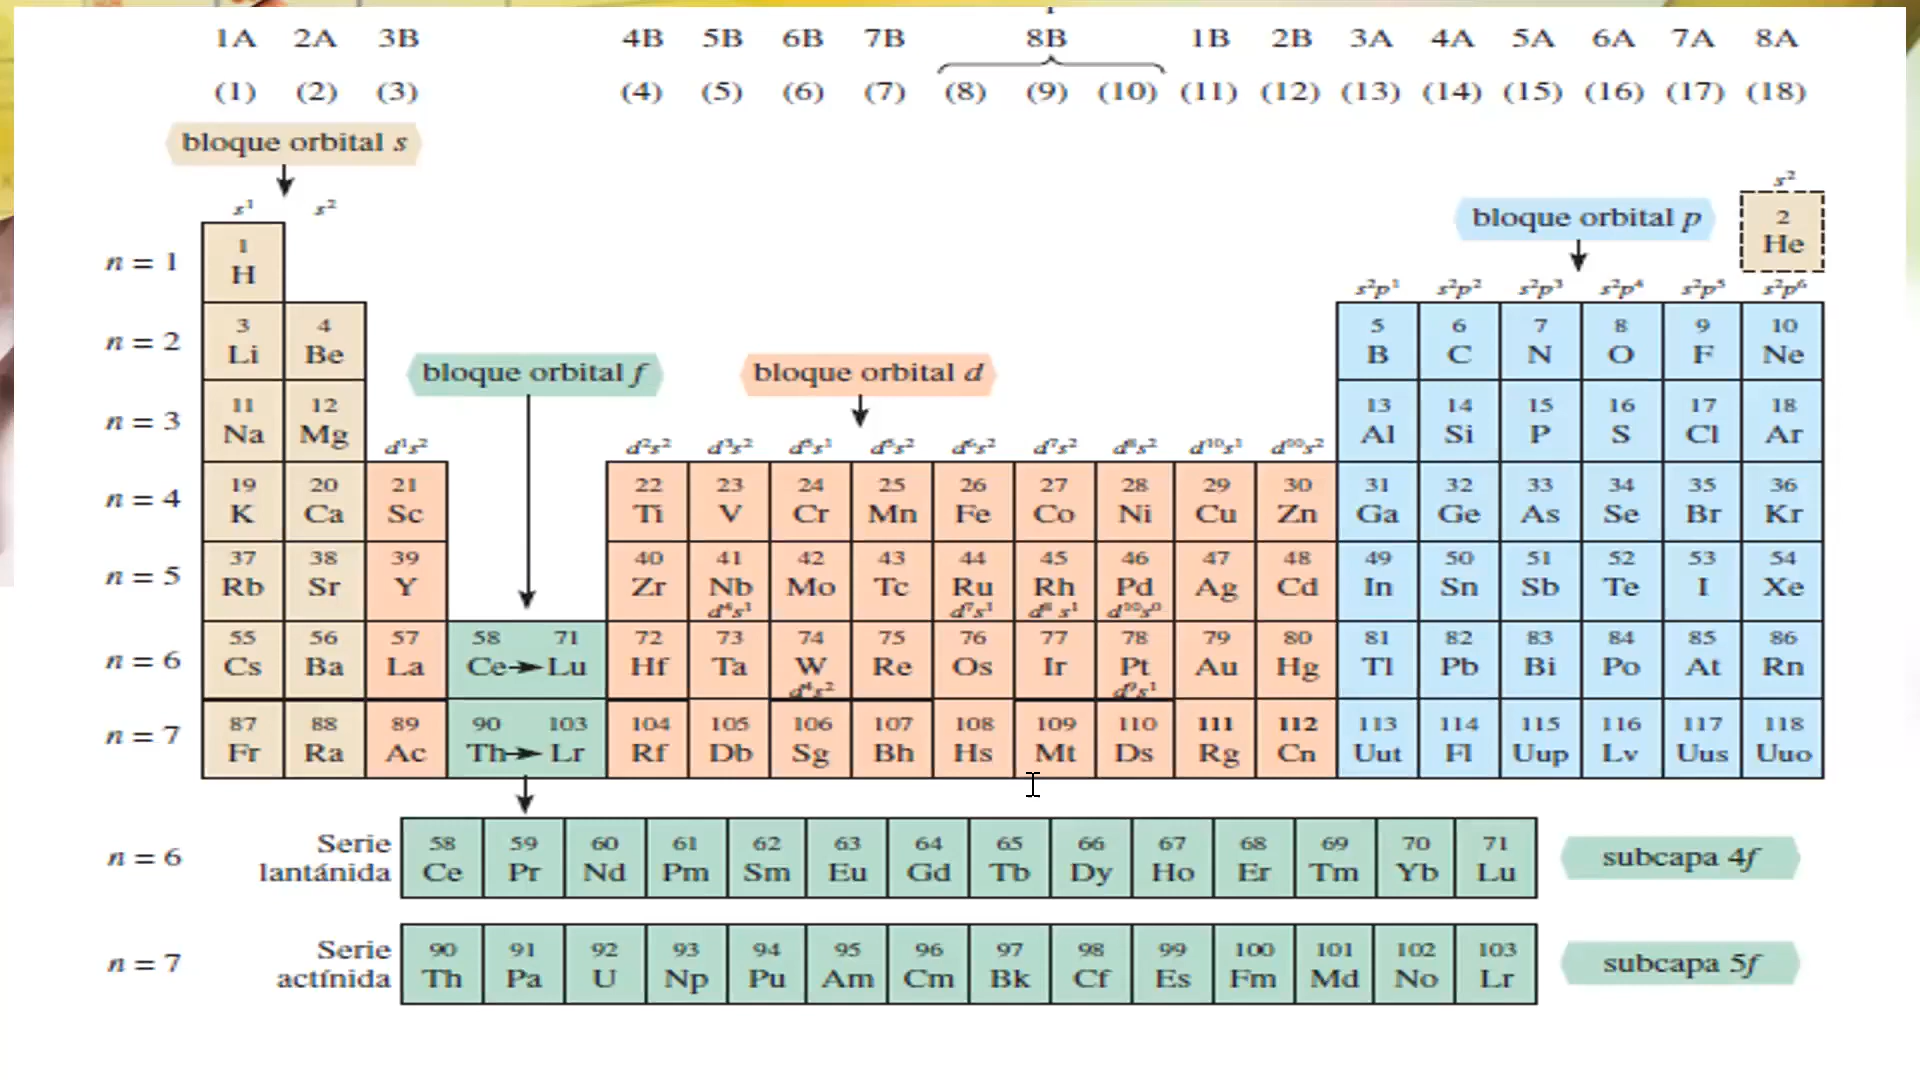 1A 2A 3B 4B 5B 6B 7B 8B 1B 2B 3A 4A 5A 6A 7A 8A
(1) (2) (3) (4) (5) (6) (7) (8) (9) (10) (11) (12) (13) (14) (15) (16) (17) (18)
bloque orbital s
s² 
s¹ s²
bloque orbital p
n = 1
1
H
2
He
s²p¹ s²p² s²p³ s²p⁴ s²p⁵ s²p⁶
n = 2
3 4 5 6 7 8 9 10
Li Be B C N O F Ne
bloque orbital f
bloque orbital d
n = 3
11 12 13 14 15 16 17 18
Na Mg Al Si P S Cl Ar
d¹s² d²s² d³s² d⁵s¹ d⁵s² d⁶s² d⁷s² d⁸s² d¹⁰s¹ d¹⁰s²
n = 4
19 20 21 22 23 24 25 26 27 28 29 30 31 32 33 34 35 36
K Ca Sc Ti V Cr Mn Fe Co Ni Cu Zn Ga Ge As Se Br Kr
n = 5
37 38 39 40 41 42 43 44 45 46 47 48 49 50 51 52 53 54
Rb Sr Y Zr Nb Mo Tc Ru Rh Pd Ag Cd In Sn Sb Te I Xe
d⁴s¹ d⁷s¹ d⁸ s¹ d¹⁰s⁰
n = 6
55 56 57 58 71 72 73 74 75 76 77 78 79 80 81 82 83 84 85 86
Cs Ba La Ce→Lu Hf Ta W Re Os Ir Pt Au Hg Tl Pb Bi Po At Rn
d⁴s² d⁹s¹
n = 7
87 88 89 90 103 104 105 106 107 108 109 110 111 112 113 114 115 116 117 118
Fr Ra Ac Th→Lr Rf Db Sg Bh Hs Mt Ds Rg Cn Uut Fl Uup Lv Uus Uuo
n = 6
Serie
lantánida
58 59 60 61 62 63 64 65 66 67 68 69 70 71
Ce Pr Nd Pm Sm Eu Gd Tb Dy Ho Er Tm Yb Lu
subcapa 4f
n = 7
Serie
actínida
90 91 92 93 94 95 96 97 98 99 100 101 102 103
Th Pa U Np Pu Am Cm Bk Cf Es Fm Md No Lr
subcapa 5f